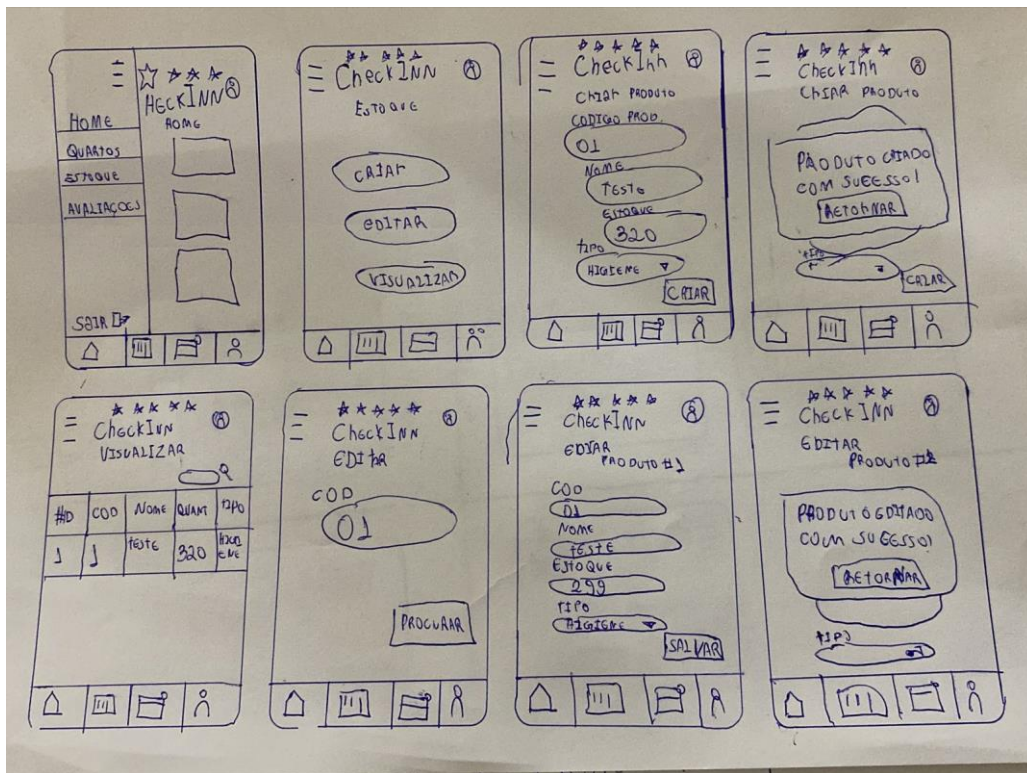 HECKINN
HOME
HOME
QUARTOS
ESTOQUE
AVALIAÇOES
SAIR
CheckINN
ESTOQUE
CRIAr
EDITAR
VISUALIZAR
CheckInn
CrIar PRODUTO
CODIGO PROD.
01
NOME
TESTe
ESTOQUE
320
TIPO
HIGIENE
CRIAR
CheckInn
CRIAR PRODUTO
PRODUTO CRIADO
COM SUCESSO!
RETORNAR
TIPO
CRIAR
CheckINN
VISUALIZAR
#ID COD NOME QUANT TIPO
1 1 TESTE 320 HIGI
ENE
CheckINN
EDITAR
COD
01
PROCURAR
CheckINN
EDITAR
PRODUTO #1
COD
01
NOME
TESTE
ESTOQUE
299
TIPO
HIGIENE
SALVAR
CheckINN
EDITAR
PRODUTO
PRODUTO EDITADO
COM SUCESSO!
RETORNAR
TIPO